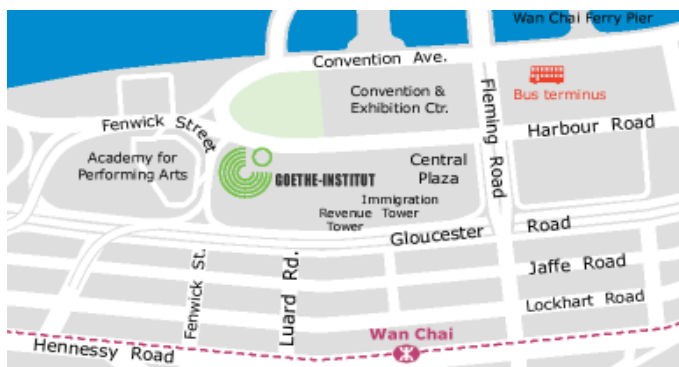 Wan Chai Ferry Pier
Convention Ave.
Convention &
Exhibition Ctr.
Fleming Road
Bus terminus
Fenwick Street
Harbour Road
Academy for
Performing Arts
GOETHE-INSTITUT
Central
Plaza
Immigration
Tower
Revenue
Tower
Gloucester Road
Fenwick St.
Luard Rd.
Jaffe Road
Lockhart Road
Wan Chai
Hennessy Road